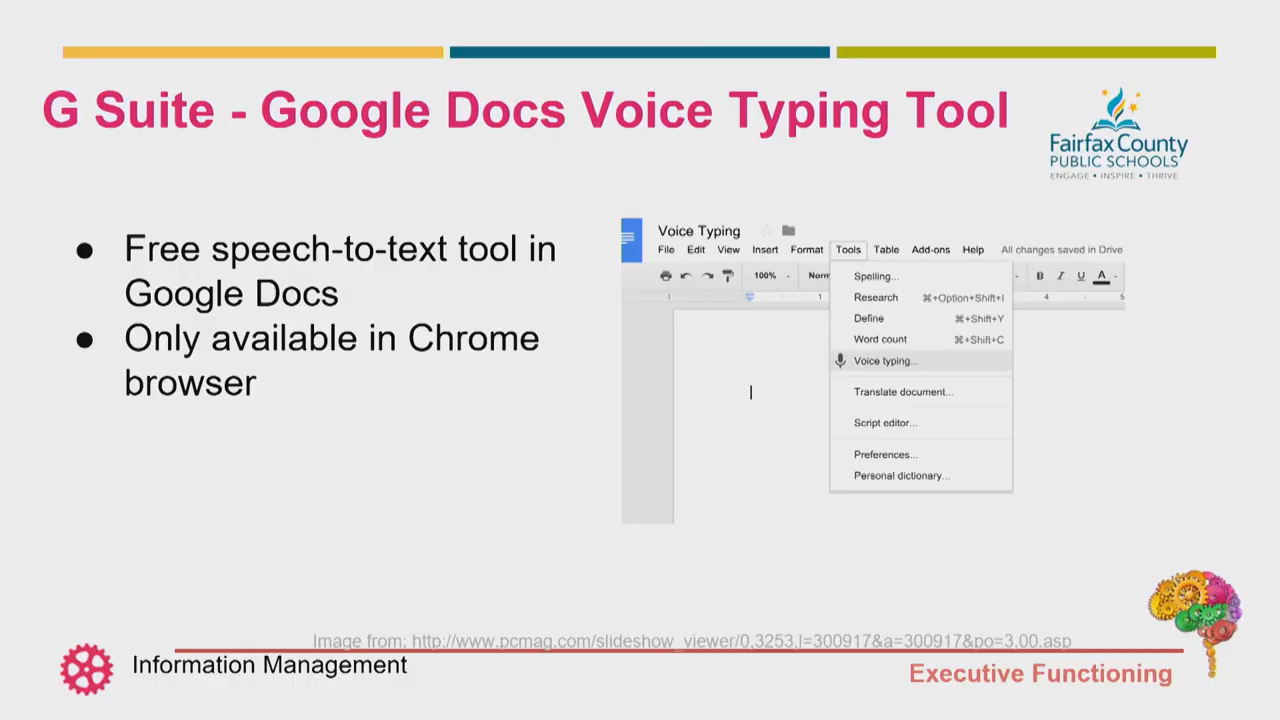 G Suite - Google Docs Voice Typing Tool
Fairfax County
PUBLIC SCHOOLS
ENGAGE • INSPIRE • THRIVE
● Free speech-to-text tool in
Google Docs
● Only available in Chrome
browser
Voice Typing
File Edit View Insert Format Tools Table Add-ons Help All changes saved in Drive
100% Norm B I U A
1 4 5
Spelling...
Research ⌘+Option+Shift+I
Define ⌘+Shift+Y
Word count ⌘+Shift+C
Voice typing...
Translate document...
Script editor...
Preferences...
Personal dictionary...
Image from: http://www.pcmag.com/slideshow_viewer/0,3253,l=300917&a=300917&po=3,00.asp
Information Management
Executive Functioning